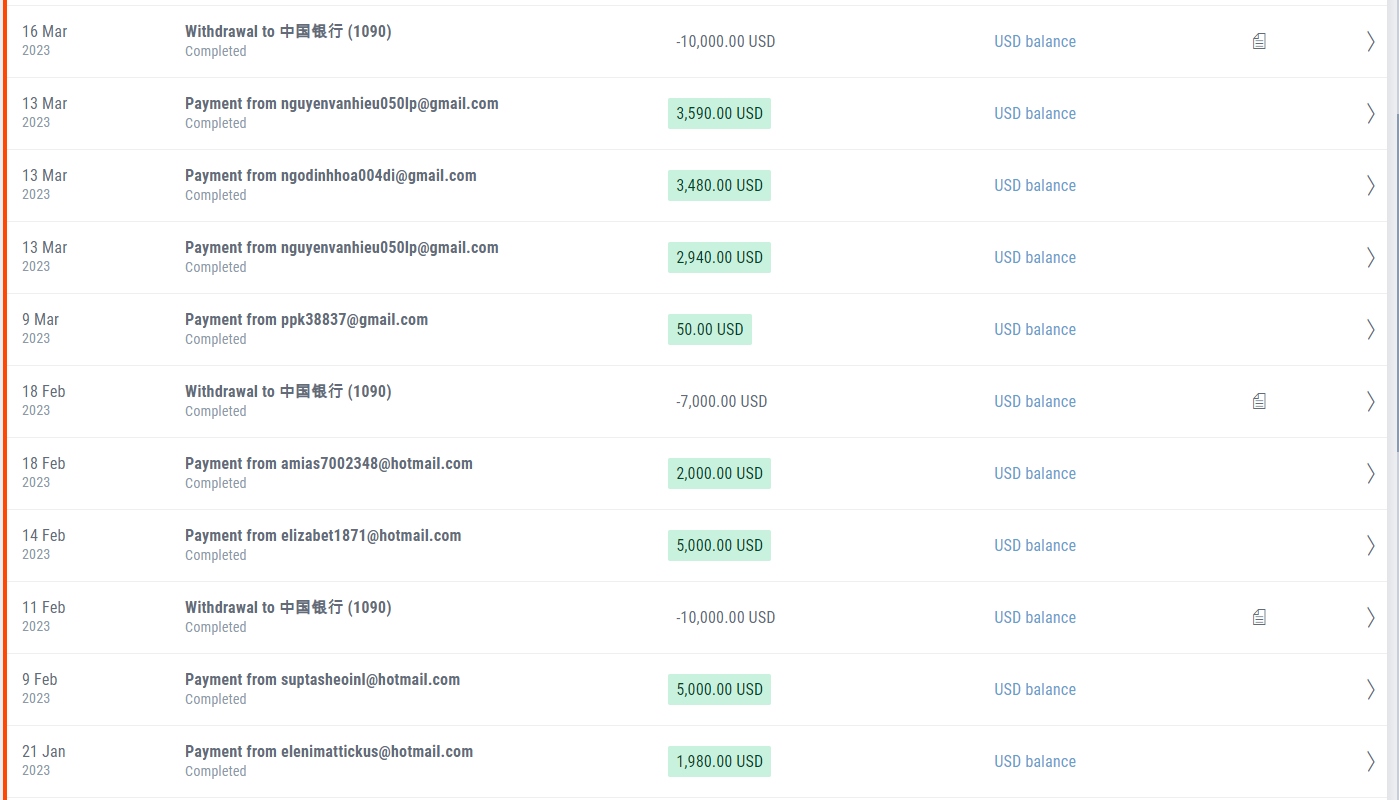 16 Mar
2023
Withdrawal to 中国银行 (1090)
Completed
-10,000.00 USD
USD balance
13 Mar
2023
Payment from nguyenvanhieu050lp@gmail.com
Completed
3,590.00 USD
USD balance
13 Mar
2023
Payment from ngodinhhoa004di@gmail.com
Completed
3,480.00 USD
USD balance
13 Mar
2023
Payment from nguyenvanhieu050lp@gmail.com
Completed
2,940.00 USD
USD balance
9 Mar
2023
Payment from ppk38837@gmail.com
Completed
50.00 USD
USD balance
18 Feb
2023
Withdrawal to 中国银行 (1090)
Completed
-7,000.00 USD
USD balance
18 Feb
2023
Payment from amias7002348@hotmail.com
Completed
2,000.00 USD
USD balance
14 Feb
2023
Payment from elizabet1871@hotmail.com
Completed
5,000.00 USD
USD balance
11 Feb
2023
Withdrawal to 中国银行 (1090)
Completed
-10,000.00 USD
USD balance
9 Feb
2023
Payment from suptasheoinl@hotmail.com
Completed
5,000.00 USD
USD balance
21 Jan
2023
Payment from elenimattickus@hotmail.com
Completed
1,980.00 USD
USD balance